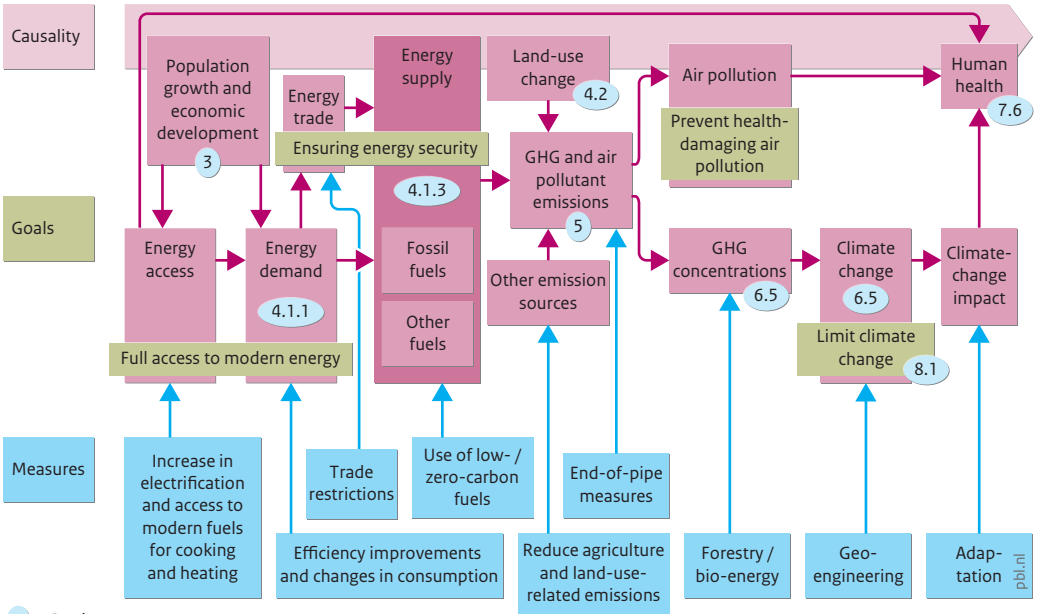 Causality
Population
growth and
economic
development
3
Energy
trade
Energy
supply
Land-use
change
4.2
Air pollution
Human
health
7.6
Ensuring energy security
4.1.3
GHG and air
pollutant
emissions
5
Prevent health-
damaging air
pollution
Goals
Energy
access
Energy
demand
4.1.1
Fossil
fuels
Other
fuels
Other emission
sources
GHG
concentrations
6.5
Climate
change
6.5
Climate-
change
impact
Full access to modern energy
Limit climate
change
8.1
Measures
Increase in
electrification
and access to
modern fuels
for cooking
and heating
Trade
restrictions
Use of low- /
zero-carbon
fuels
End-of-pipe
measures
Efficiency improvements
and changes in consumption
Reduce agriculture
and land-use-
related emissions
Forestry /
bio-energy
Geo-
engineering
Adap-
tation
pbl.nl